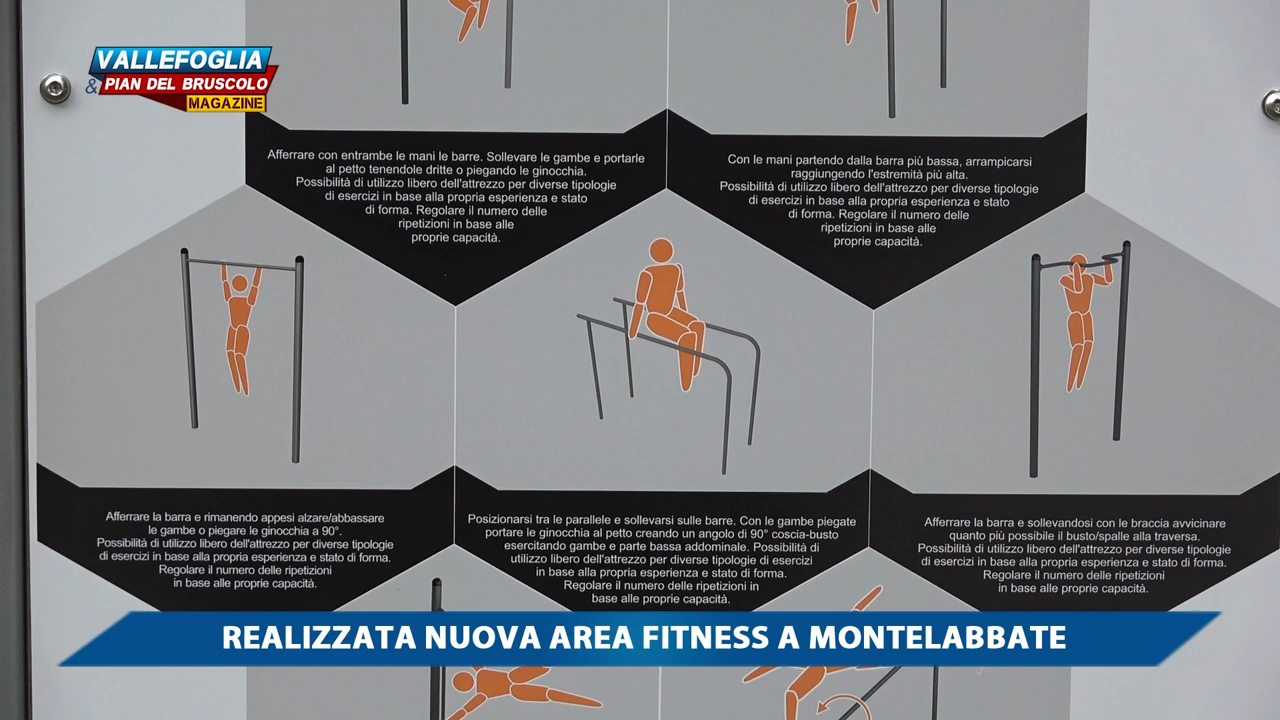 VALLEFOGLIA
& PIAN DEL BRUSCOLO
MAGAZINE
Afferrare con entrambe le mani le barre. Sollevare le gambe e portarle
al petto tenendole dritte o piegando le ginocchia.
Possibilità di utilizzo libero dell'attrezzo per diverse tipologie
di esercizi in base alla propria esperienza e stato
di forma. Regolare il numero delle
ripetizioni in base alle
proprie capacità.
Con le mani partendo dalla barra più bassa, arrampicarsi
raggiungendo l'estremità più alta.
Possibilità di utilizzo libero dell'attrezzo per diverse tipologie
di esercizi in base alla propria esperienza e stato
di forma. Regolare il numero delle
ripetizioni in base alle
proprie capacità.
Afferrare la barra e rimanendo appesi alzare/abbassare
le gambe o piegare le ginocchia a 90°.
Possibilità di utilizzo libero dell'attrezzo per diverse tipologie
di esercizi in base alla propria esperienza e stato di forma.
Regolare il numero delle ripetizioni
in base alle proprie capacità.
Posizionarsi tra le parallele e sollevarsi sulle barre. Con le gambe piegate
portare le ginocchia al petto creando un angolo di 90° coscia-busto
esercitando gambe e parte bassa addominale. Possibilità di
utilizzo libero dell'attrezzo per diverse tipologie di esercizi
in base alla propria esperienza e stato di forma.
Regolare il numero delle ripetizioni in
base alle proprie capacità.
Afferrare la barra e sollevandosi con le braccia avvicinare
quanto più possibile il busto/spalle alla traversa.
Possibilità di utilizzo libero dell'attrezzo per diverse tipologie
di esercizi in base alla propria esperienza e stato di forma.
Regolare il numero delle ripetizioni
in base alle proprie capacità.
REALIZZATA NUOVA AREA FITNESS A MONTELABBATE